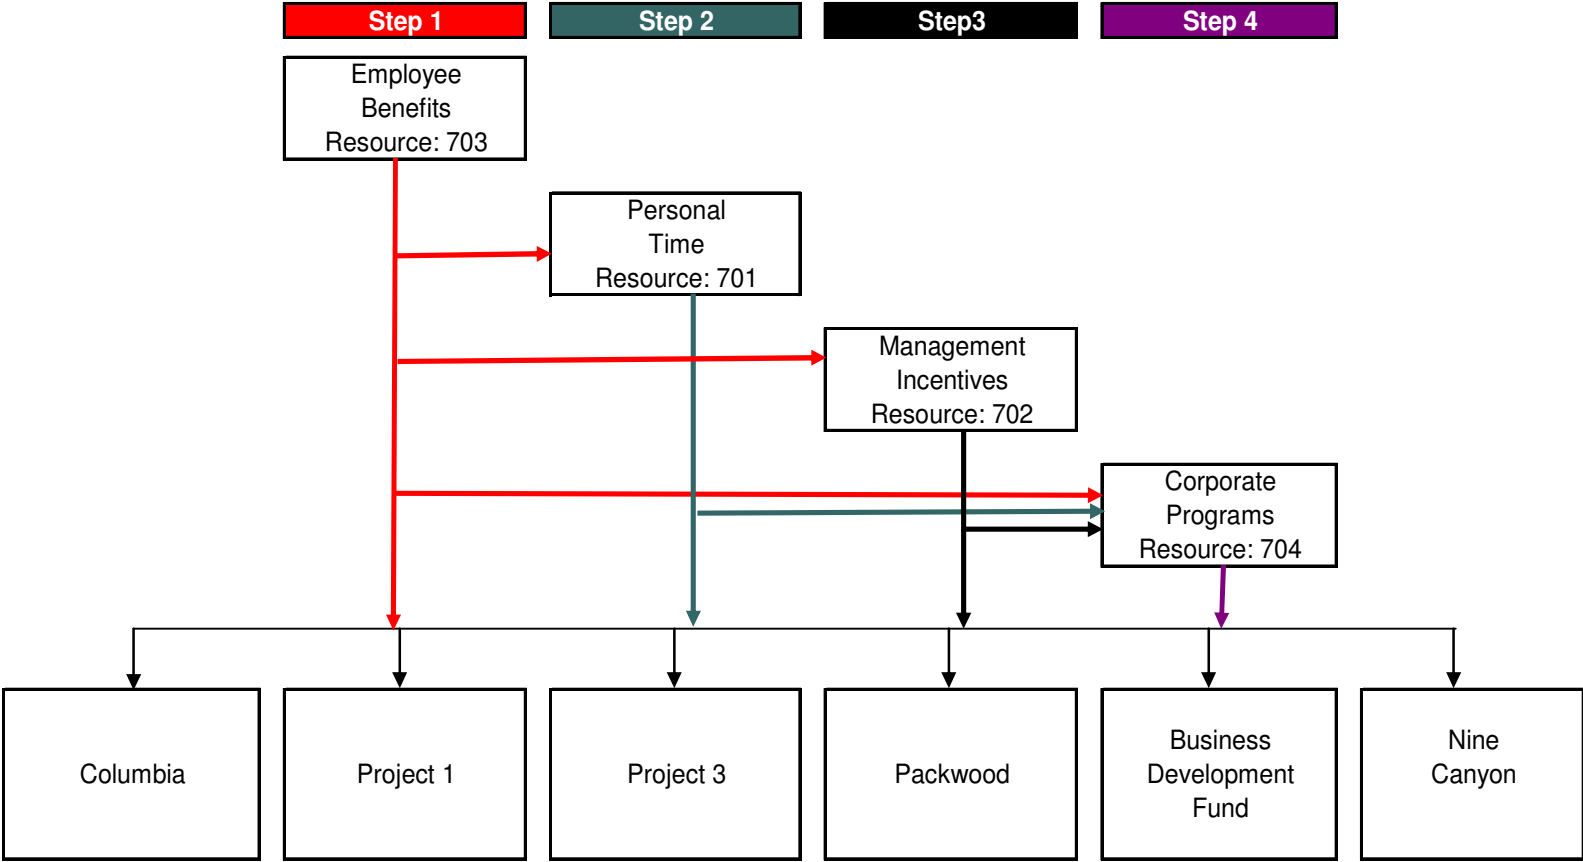 Step 1
Step 2
Step3
Step 4
Employee
Benefits
Resource: 703
Personal
Time
Resource: 701
Management
Incentives
Resource: 702
Corporate
Programs
Resource: 704
Columbia
Project 1
Project 3
Packwood
Business
Development
Fund
Nine
Canyon